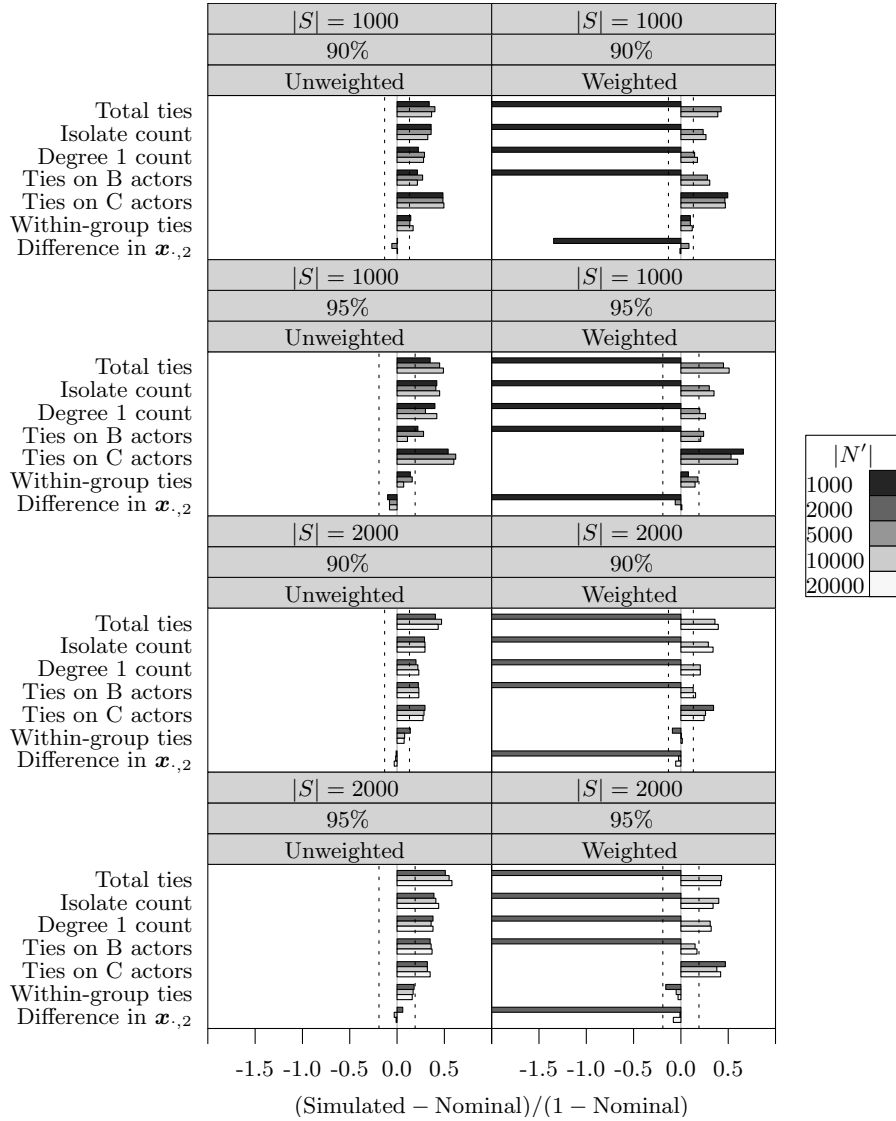 |S| = 1000 |S| = 1000
90% 90%
Unweighted Weighted
Total ties
Isolate count
Degree 1 count
Ties on B actors
Ties on C actors
Within-group ties
Difference in x·,2
|S| = 1000 |S| = 1000
95% 95%
Unweighted Weighted
Total ties
Isolate count
Degree 1 count
Ties on B actors
Ties on C actors
Within-group ties
Difference in x·,2
|S| = 2000 |S| = 2000
90% 90%
Unweighted Weighted
Total ties
Isolate count
Degree 1 count
Ties on B actors
Ties on C actors
Within-group ties
Difference in x·,2
|S| = 2000 |S| = 2000
95% 95%
Unweighted Weighted
Total ties
Isolate count
Degree 1 count
Ties on B actors
Ties on C actors
Within-group ties
Difference in x·,2
-1.5 -1.0 -0.5 0.0 0.5 -1.5 -1.0 -0.5 0.0 0.5
(Simulated − Nominal)/(1 − Nominal)
|N′|
1000
2000
5000
10000
20000